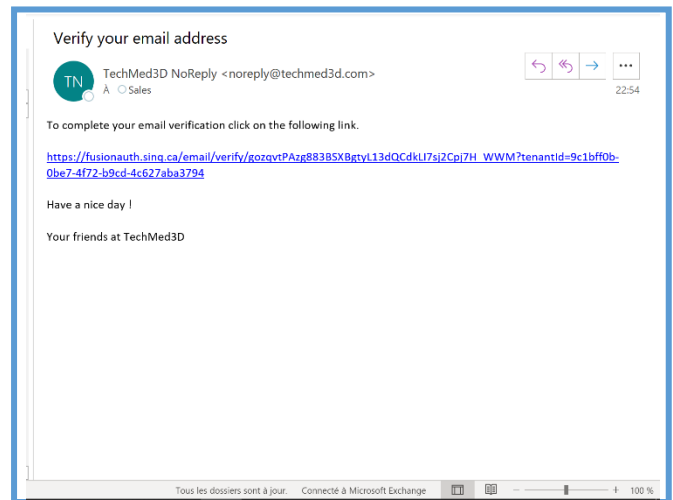 Verify your email address
TN
TechMed3D NoReply <noreply@techmed3d.com>
À Sales
22:54
To complete your email verification click on the following link.
https://fusionauth.sinq.ca/email/verify/gozqvtPAzg883BSXBgtyL13dQCdkLI7sj2Cpj7H_WWM?tenantId=9c1bff0b-
0be7-4f72-b9cd-4c627aba3794
Have a nice day !
Your friends at TechMed3D
Tous les dossiers sont à jour. Connecté à Microsoft Exchange 100 %